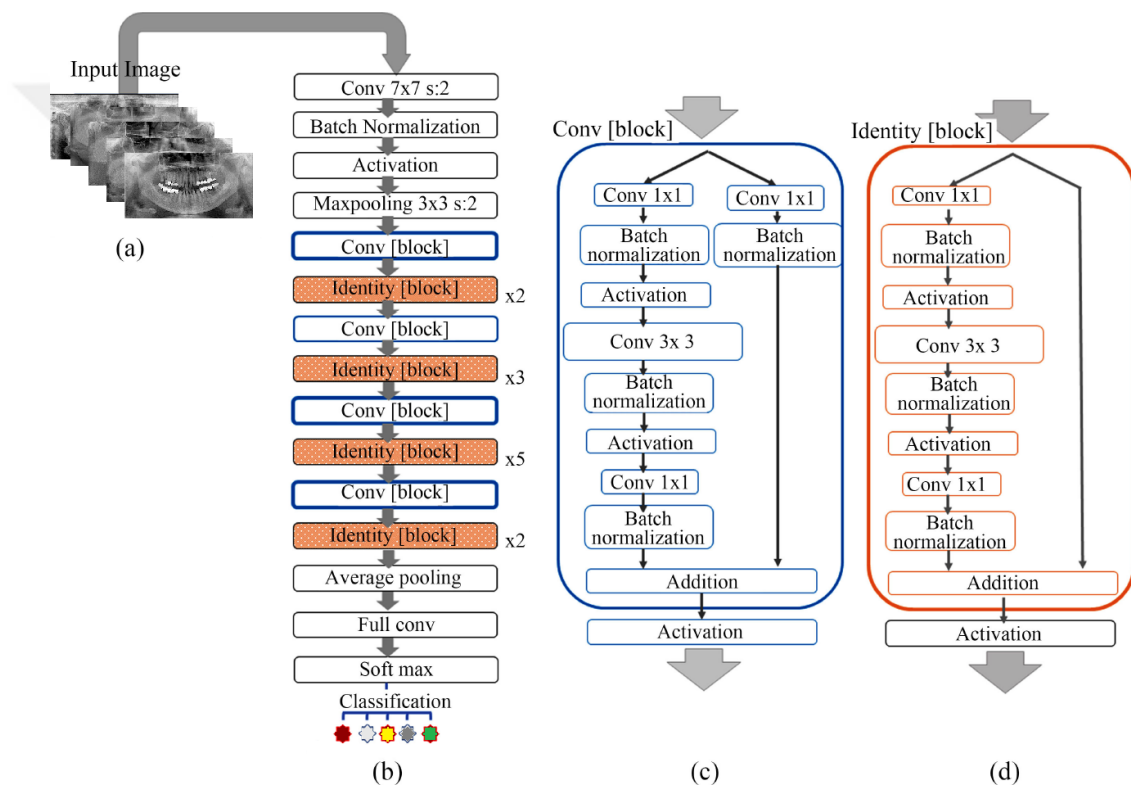 Input Image
(a)
Conv 7x7 s:2
Batch Normalization
Activation
Maxpooling 3x3 s:2
Conv [block]
Identity [block] x2
Conv [block]
Identity [block] x3
Conv [block]
Identity [block] x5
Conv [block]
Identity [block] x2
Average pooling
Full conv
Soft max
Classification
(b)
Conv [block]
Conv 1x1
Batch
normalization
Activation
Conv 3x 3
Batch
normalization
Activation
Conv 1x1
Batch
normalization
Conv 1x1
Batch
normalization
Addition
Activation
(c)
Identity [block]
Conv 1x1
Batch
normalization
Activation
Conv 3x 3
Batch
normalization
Activation
Conv 1x1
Batch
normalization
Addition
Activation
(d)